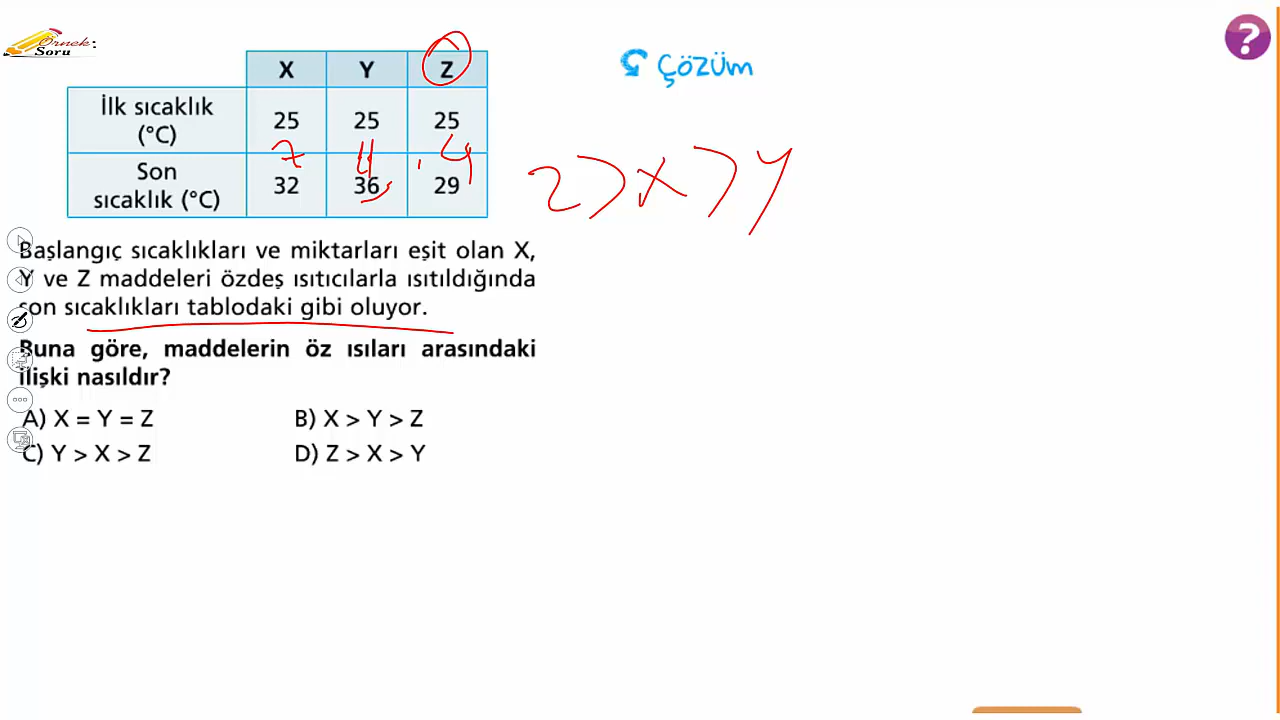 Örnek
Soru :
X Y Z
İlk sıcaklık (°C) 25 25 25
7 11 4
Son sıcaklık (°C) 32 36 29
Çözüm
?
Z > X > Y
Başlangıç sıcaklıkları ve miktarları eşit olan X,
Y ve Z maddeleri özdeş ısıtıcılarla ısıtıldığında
son sıcaklıkları tablodaki gibi oluyor.
Buna göre, maddelerin öz ısıları arasındaki
ilişki nasıldır?
A) X = Y = Z B) X > Y > Z
C) Y > X > Z D) Z > X > Y